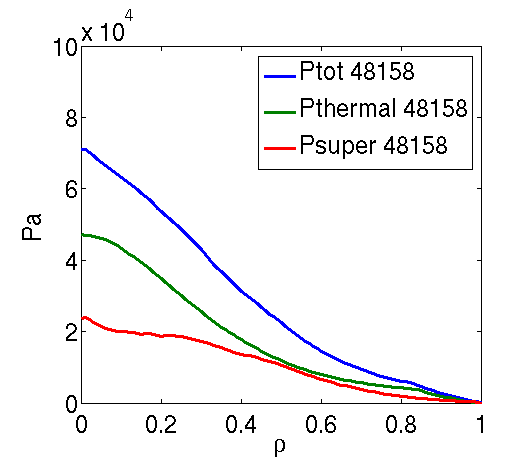 x 10^4
10
8
6
4
2
0
Pa
Ptot 48158
Pthermal 48158
Psuper 48158
0 0.2 0.4 0.6 0.8 1
ρ